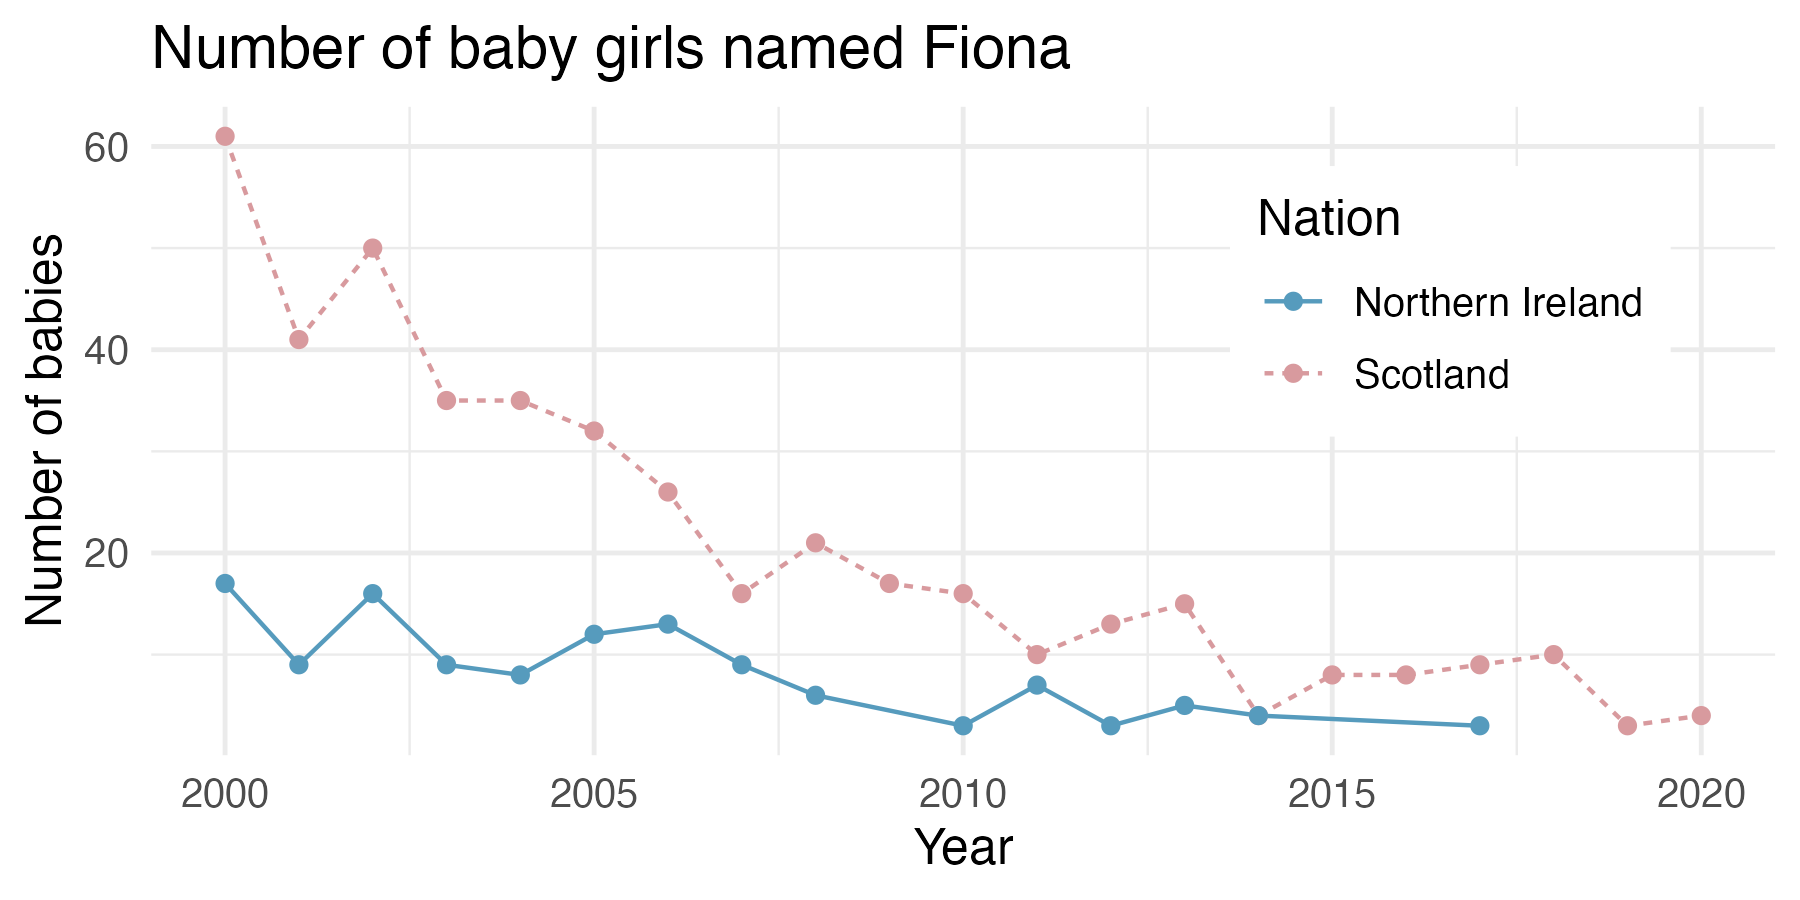 Number of baby girls named Fiona
Number of babies
60
40
20
Nation
Northern Ireland
Scotland
2000 2005 2010 2015 2020
Year